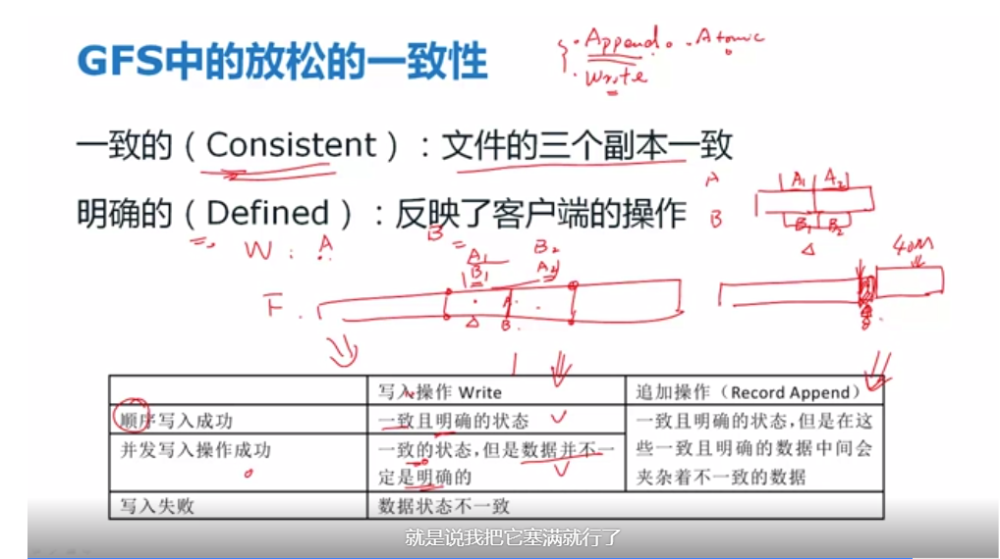 GFS中的放松的一致性
Append. Atomic
Write
一致的（Consistent）：文件的三个副本一致
明确的（Defined）：反映了客户端的操作
A
A1 A2
B
B1 B2
W : A
B
A1
B1
B2
A2
40M
F.
A
B
写入操作 Write
追加操作（Record Append）
顺序写入成功
一致且明确的状态
一致且明确的状态,但是在这
些一致且明确的数据中间会
夹杂着不一致的数据
并发写入操作成功
一致的状态,但是数据并不一
定是明确的
写入失败
数据状态不一致
就是说我把它塞满就行了